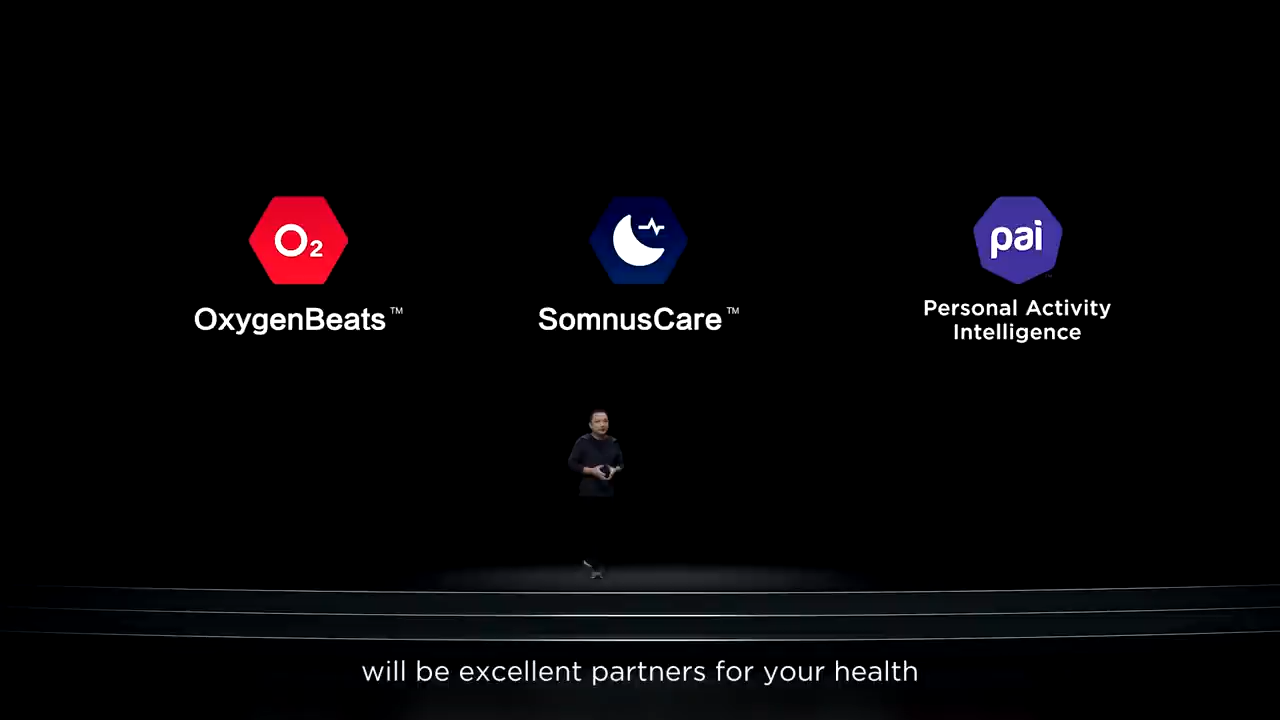 O2
OxygenBeats™
SomnusCare™
pai
Personal Activity
Intelligence
will be excellent partners for your health